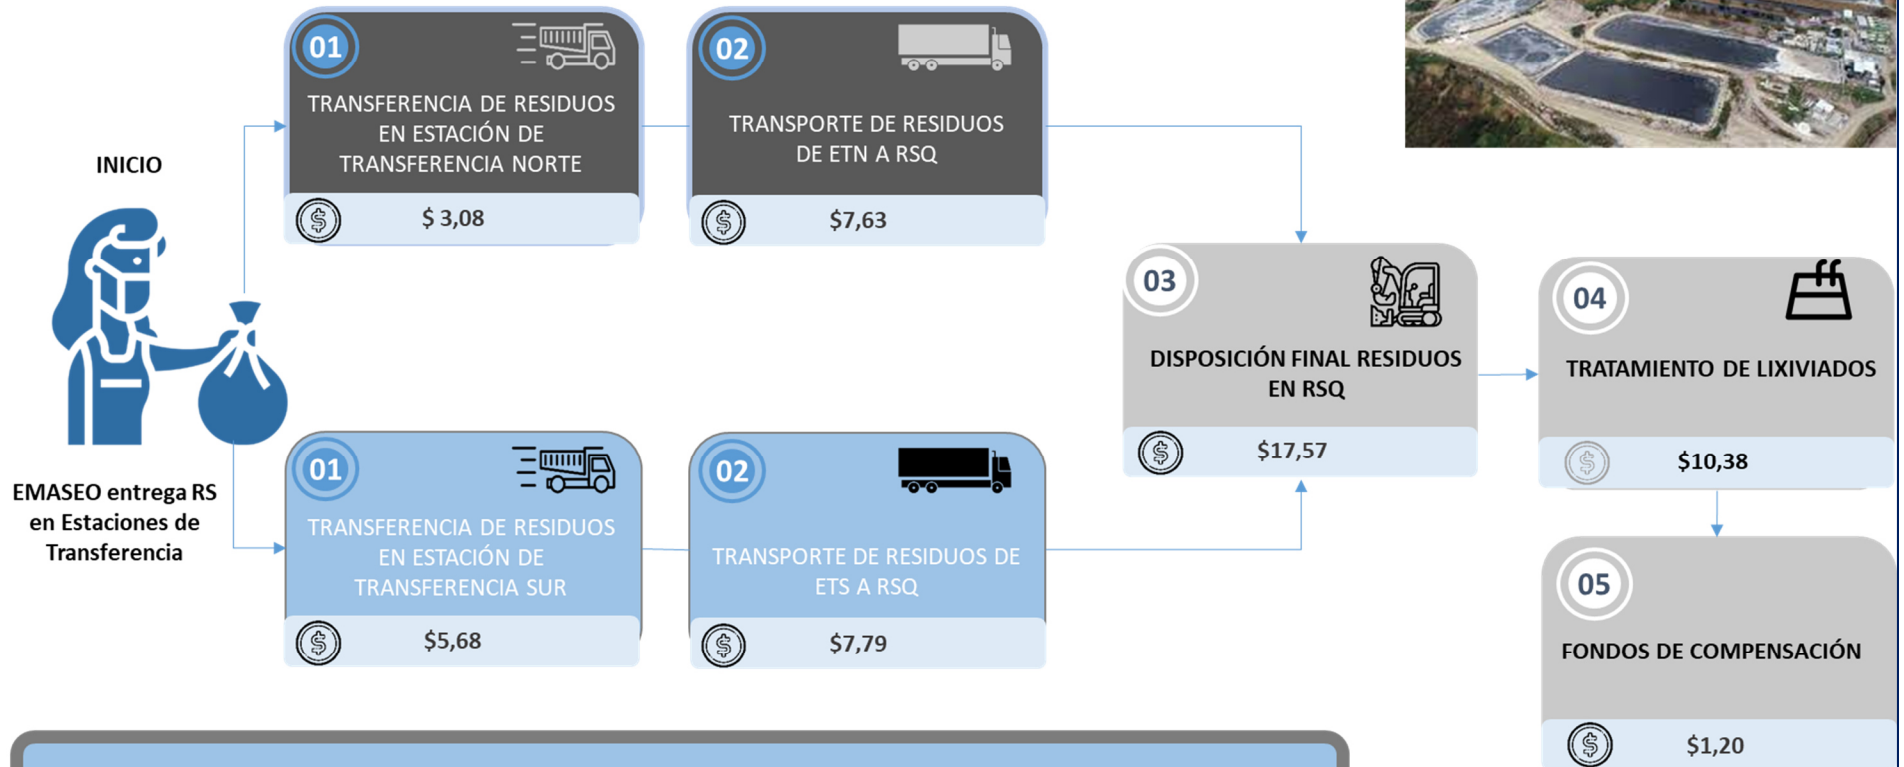 INICIO
EMASEO entrega RS
en Estaciones de
Transferencia
01
TRANSFERENCIA DE RESIDUOS
EN ESTACIÓN DE
TRANSFERENCIA NORTE
$ 3,08
02
TRANSPORTE DE RESIDUOS
DE ETN A RSQ
$7,63
01
TRANSFERENCIA DE RESIDUOS
EN ESTACIÓN DE
TRANSFERENCIA SUR
$5,68
02
TRANSPORTE DE RESIDUOS DE
ETS A RSQ
$7,79
03
DISPOSICIÓN FINAL RESIDUOS
EN RSQ
$17,57
04
TRATAMIENTO DE LIXIVIADOS
$10,38
05
FONDOS DE COMPENSACIÓN
$1,20